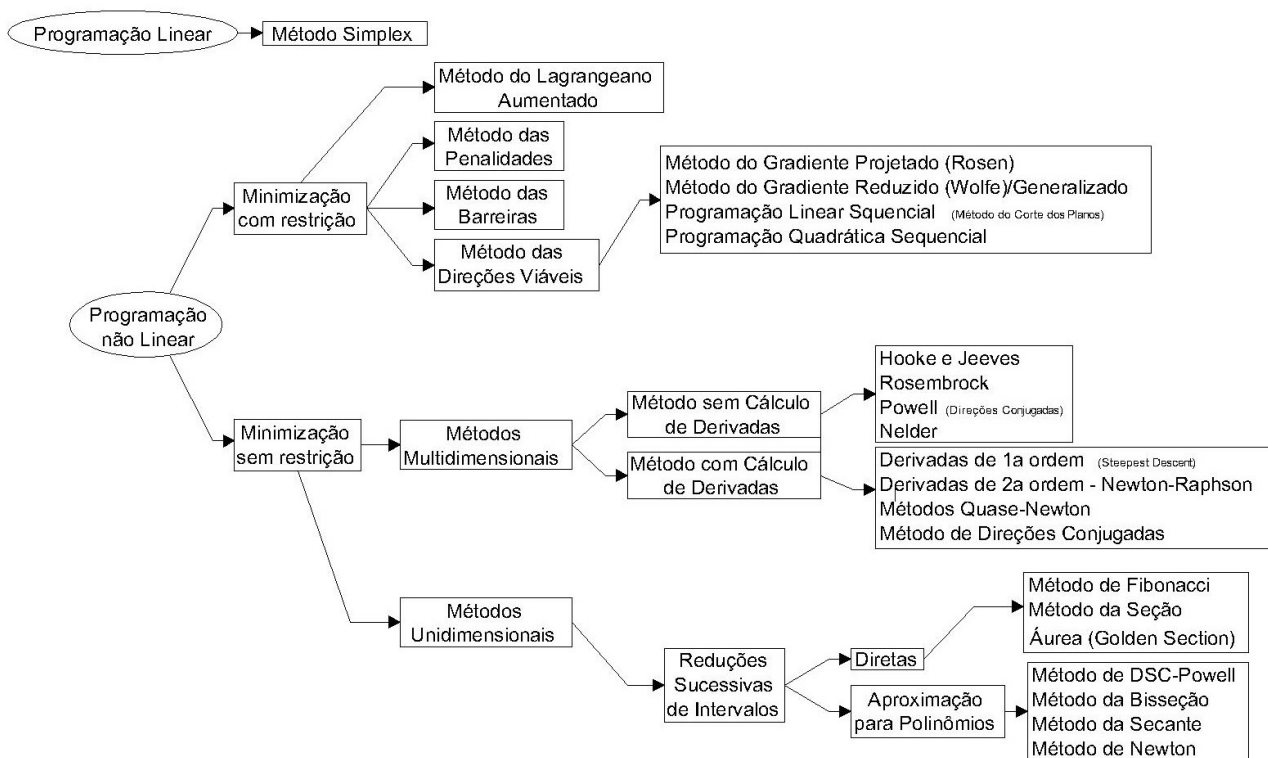 Programação Linear
Método Simplex
Método do Lagrangeano
Aumentado
Método das
Penalidades
Método das
Barreiras
Método das
Direções Viáveis
Minimização
com restrição
Método do Gradiente Projetado (Rosen)
Método do Gradiente Reduzido (Wolfe)/Generalizado
Programação Linear Squencial (Método do Corte dos Planos)
Programação Quadrática Sequencial
Programação
não Linear
Minimização
sem restrição
Métodos
Multidimensionais
Método sem Cálculo
de Derivadas
Método com Cálculo
de Derivadas
Hooke e Jeeves
Rosembrock
Powell (Direções Conjugadas)
Nelder
Derivadas de 1a ordem (Steepest Descent)
Derivadas de 2a ordem - Newton-Raphson
Métodos Quase-Newton
Método de Direções Conjugadas
Métodos
Unidimensionais
Reduções
Sucessivas
de Intervalos
Diretas
Aproximação
para Polinômios
Método de Fibonacci
Método da Seção
Áurea (Golden Section)
Método de DSC-Powell
Método da Bisseção
Método da Secante
Método de Newton